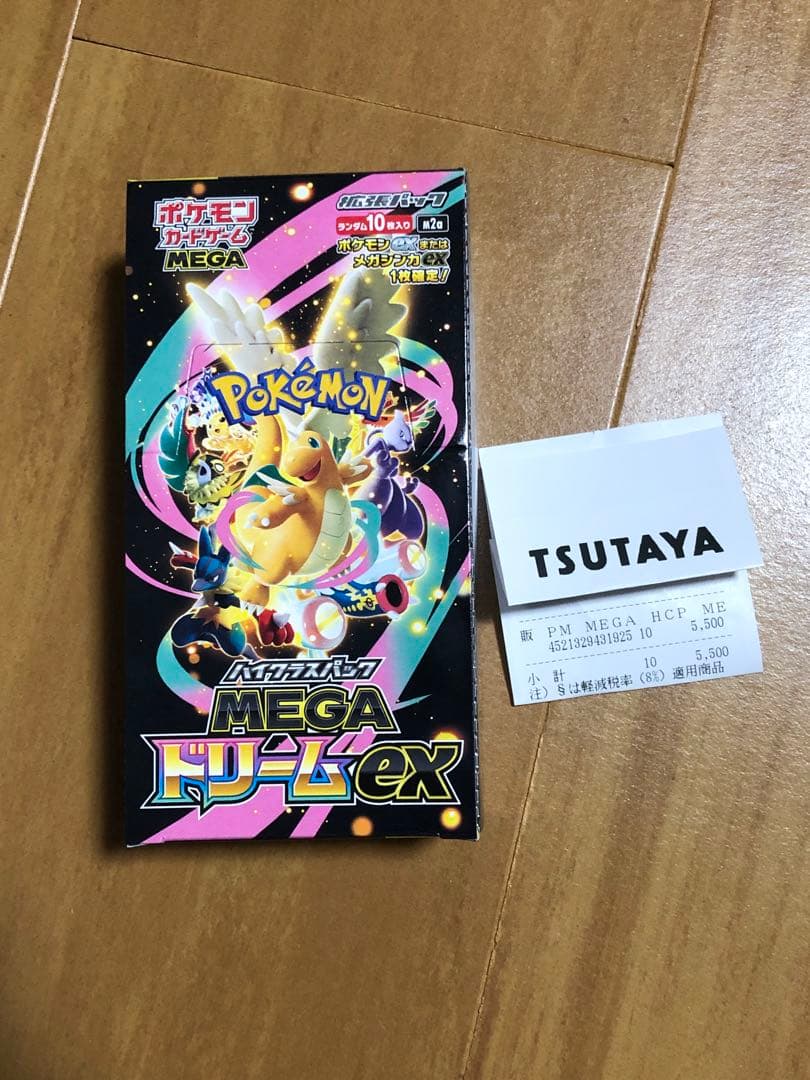 ポケモン
カードゲーム
MEGA
拡張パック
ランダム10枚入り M2a
ポケモンexまたは
メガシンカex
1枚確定!
POKéMON
ハイクラスパック
MEGA
ドリームex
TSUTAYA
販 PM MEGA HCP ME
4521329431925 10 5,500
小計 10 5,500
注) §は軽減税率(8%)適用商品